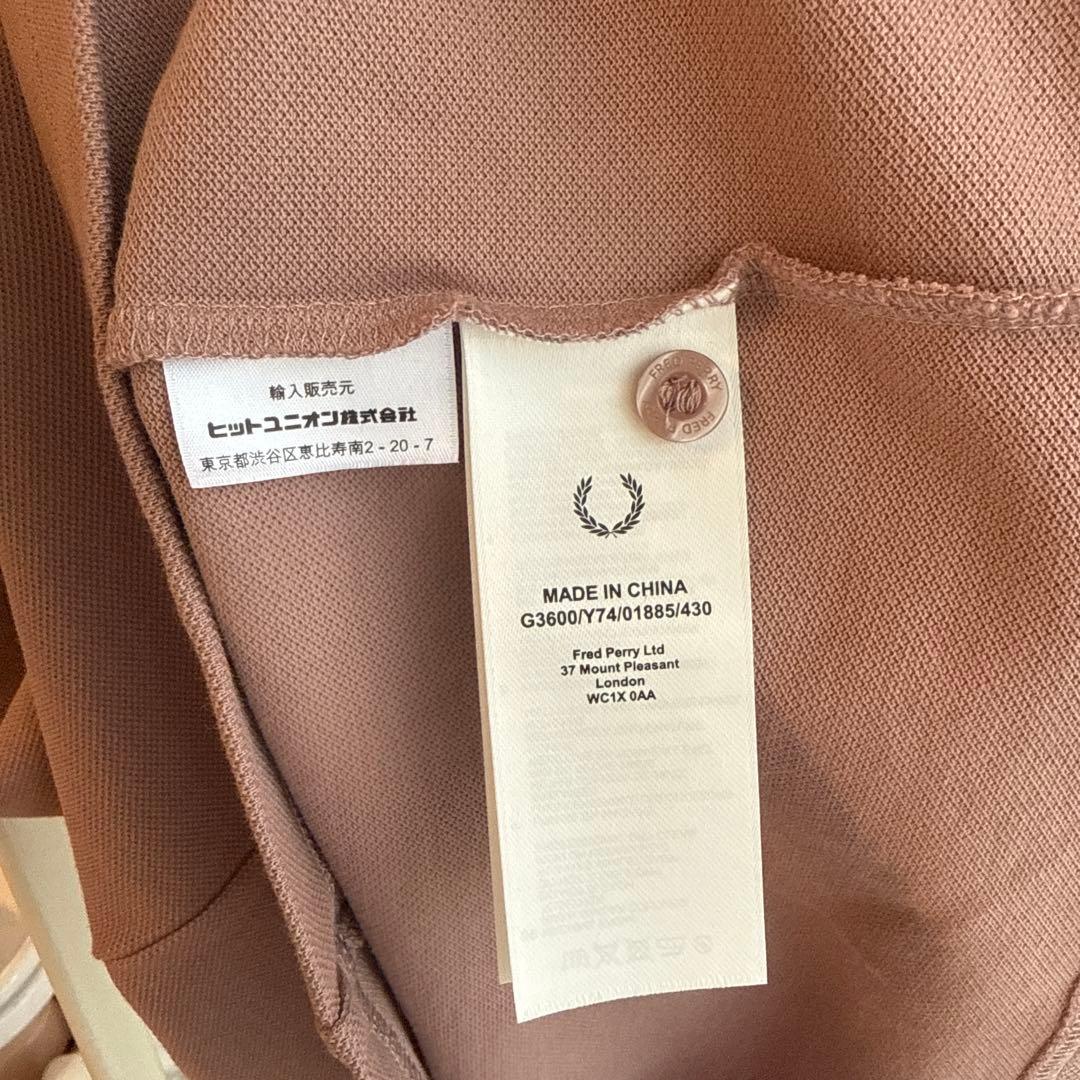 輸入販売元
ヒットユニオン株式会社
東京都渋谷区恵比寿南2-20-7
FRED PERRY
FRED
MADE IN CHINA
G3600/Y74/01885/430
Fred Perry Ltd
37 Mount Pleasant
London
WC1X 0AA